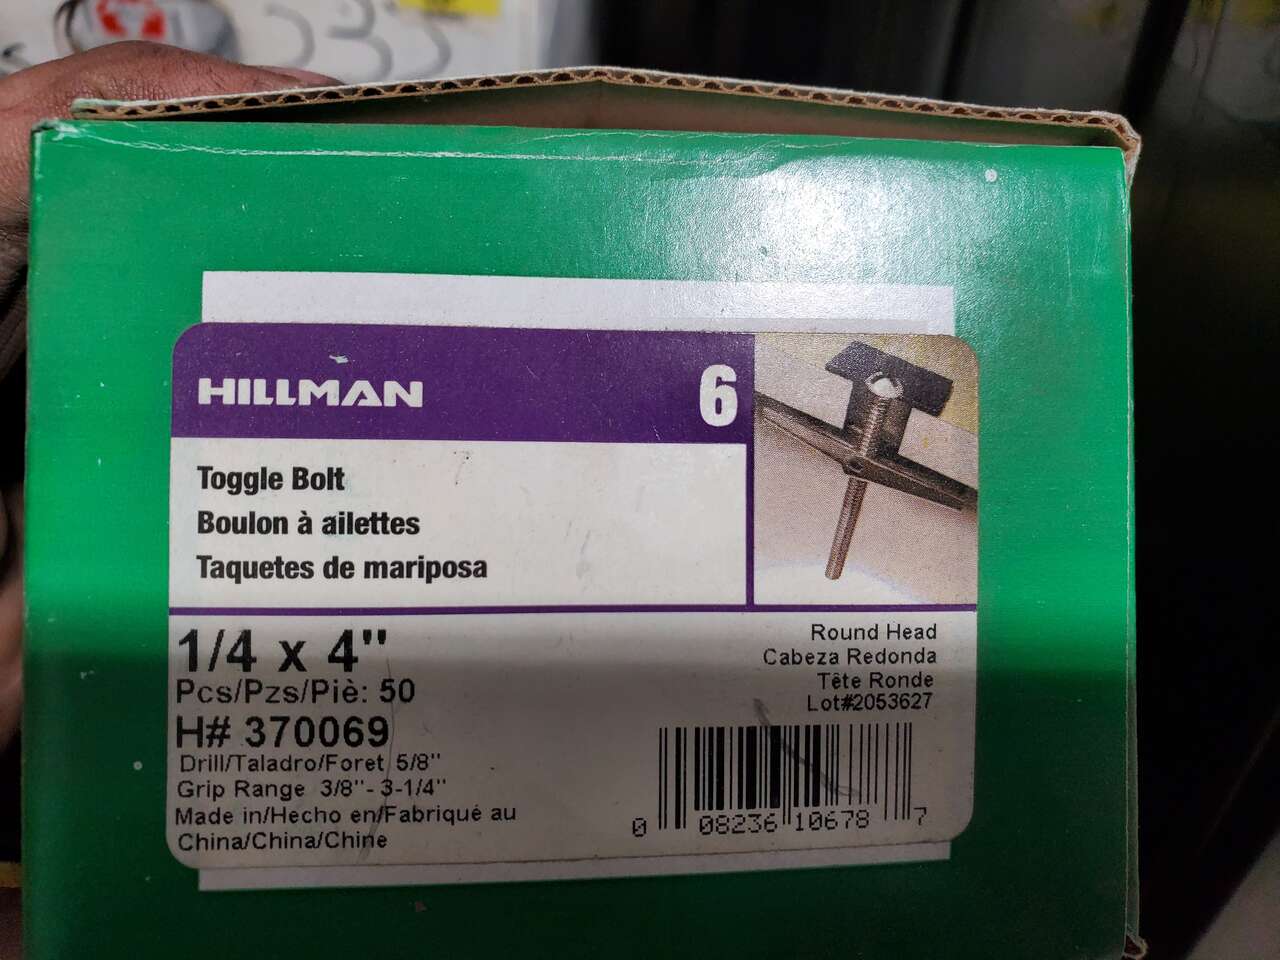 HILLMAN
6
Toggle Bolt
Boulon à ailettes
Taquetes de mariposa
1/4 x 4"
Pcs/Pzs/Piè: 50
H# 370069
Drill/Taladro/Foret 5/8"
Grip Range 3/8"- 3-1/4"
Made in/Hecho en/Fabriqué au
China/China/Chine
Round Head
Cabeza Redonda
Tête Ronde
Lot#2053627
0 08236 10678 7